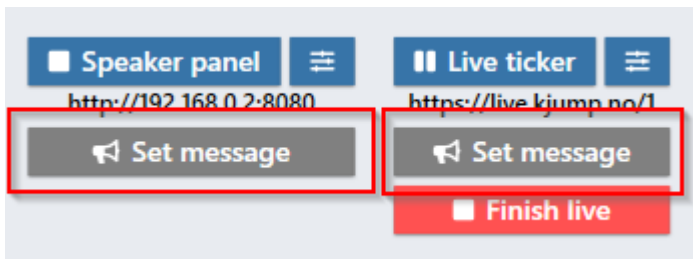 Speaker panel
http://192.168.0.2:8080
Set message
Live ticker
https://live.kjump.no/1
Set message
Finish live